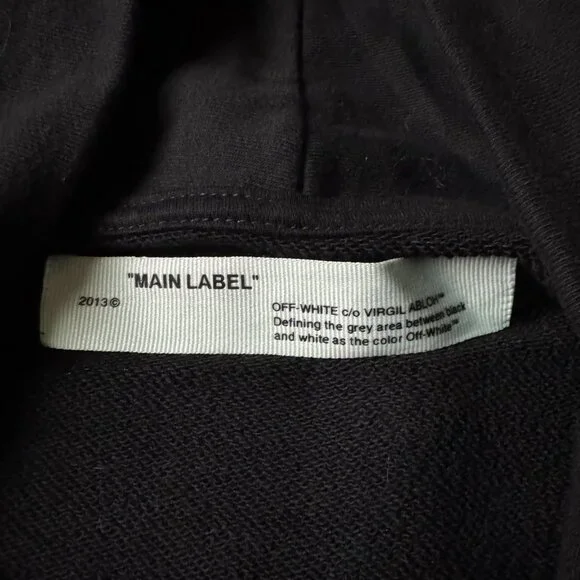 "MAIN LABEL"
2013©
OFF-WHITE c/o VIRGIL ABLOH™
Defining the grey area between black
and white as the color Off-White™